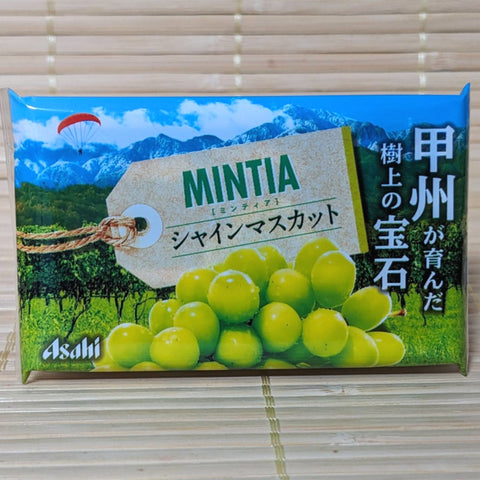 MINTIA
[ミンティア]
シャインマスカット
甲州が育んだ
樹上の宝石
Asahi